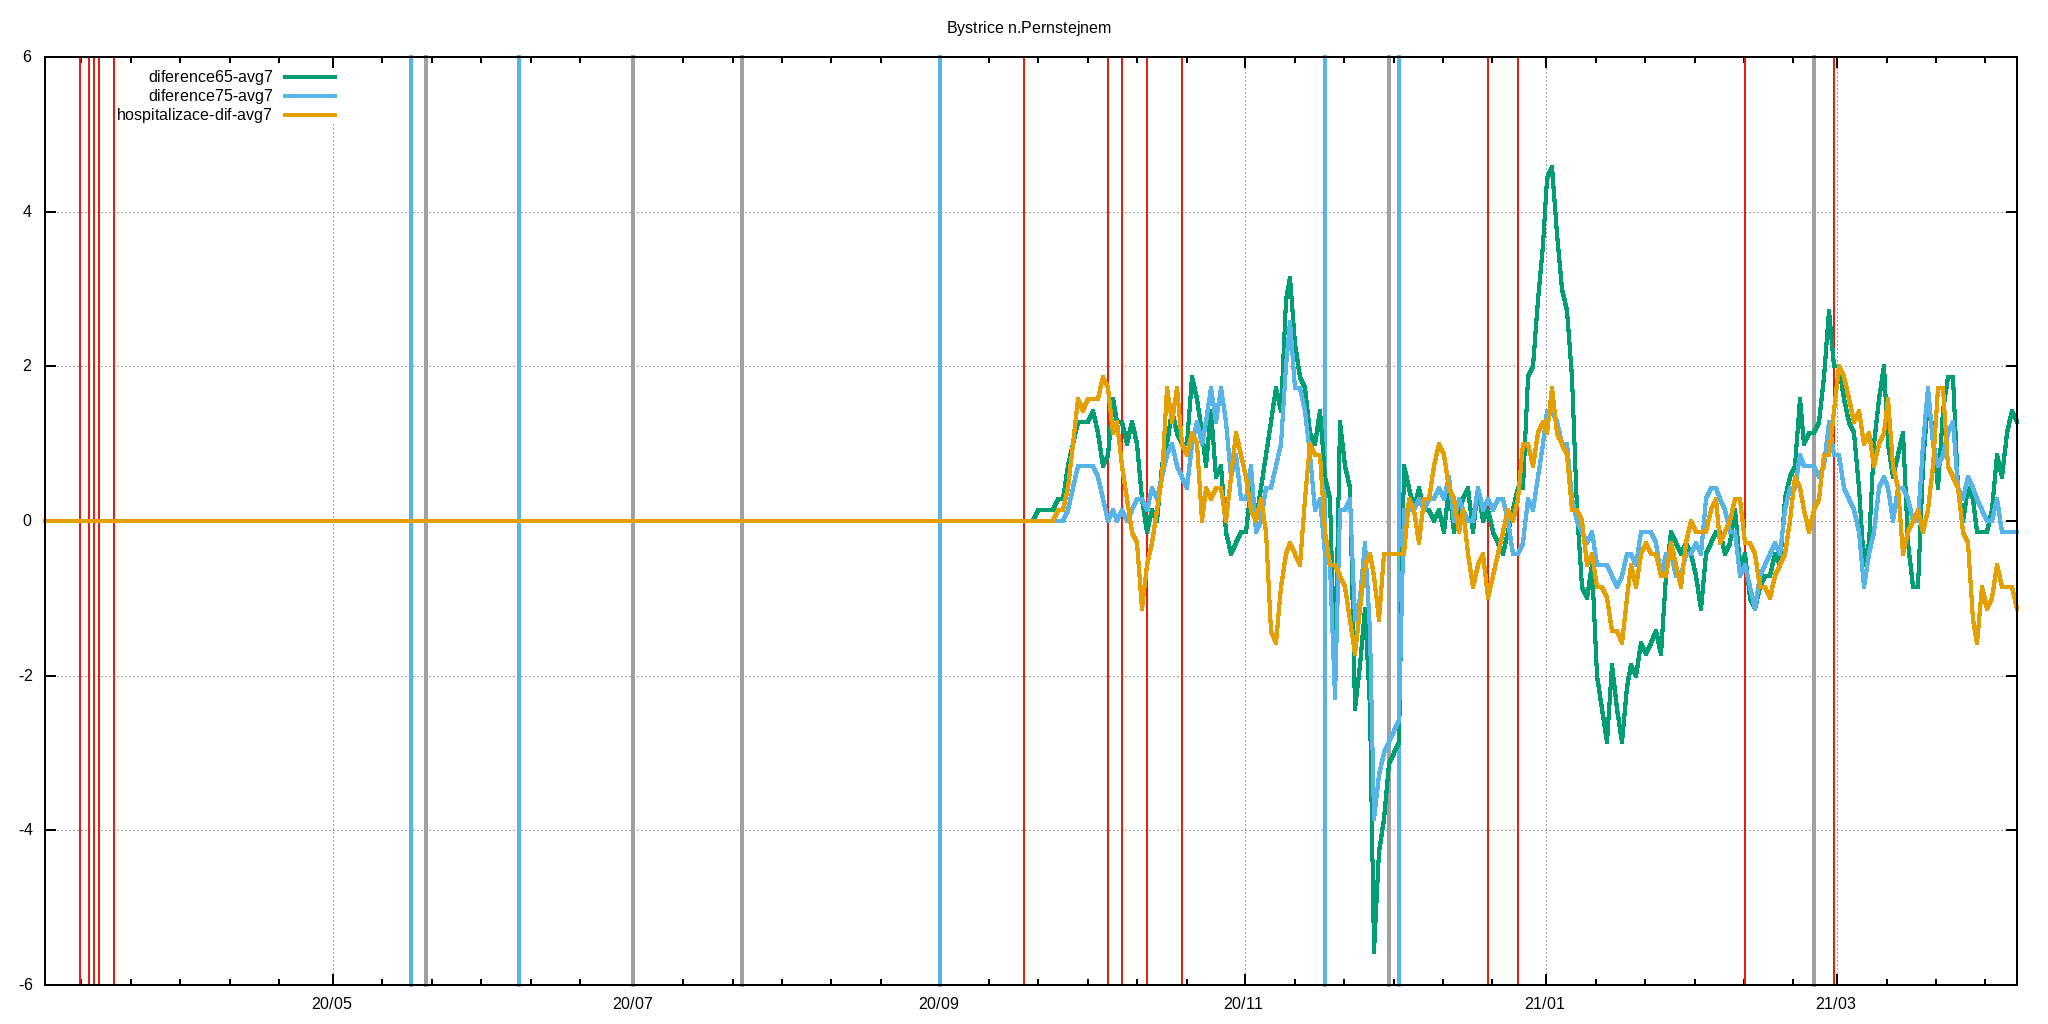 Bystrice n.Pernstejnem
6
diference65-avg7
diference75-avg7
hospitalizace-dif-avg7
4
2
0
-2
-4
-6
20/05 20/07 20/09 20/11 21/01 21/03